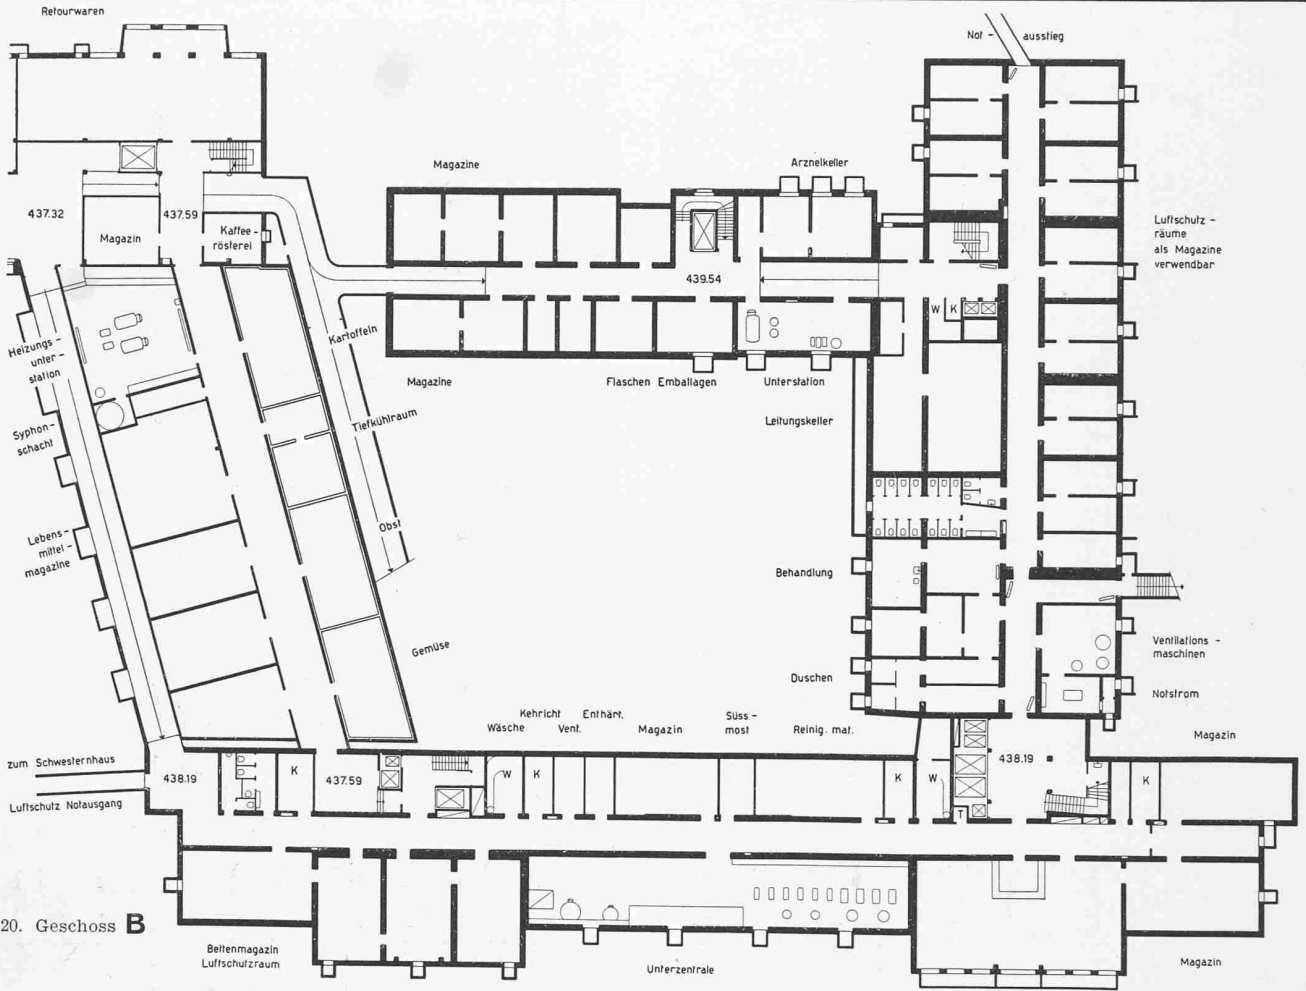 Retourwaren
Not - ausstieg
Magazine
Arzneikeller
437.32
437.59
Magazin
Kaffee -
rösterei
439.54
Luftschutz -
räume
als Magazine
verwendbar
W K
Heizungs -
unter -
station
Kartoffeln
Magazine
Flaschen Emballagen
Unterstation
Syphon -
schacht
Tiefkühlraum
Leitungskeller
Obst
Lebens -
mittel -
magazine
Behandlung
Gemüse
Ventilations -
maschinen
Duschen
Notstrom
Kehricht Enthärt.
Wäsche Vent.
Magazin
Süss -
most
Reinig. mat.
Magazin
zum Schwesternhaus
438.19
K
437.59
W
K
K
W
438.19
K
Luftschutz Notausgang
T
20. Geschoss B
Bettenmagazin
Luftschutzraum
Unterzentrale
Magazin